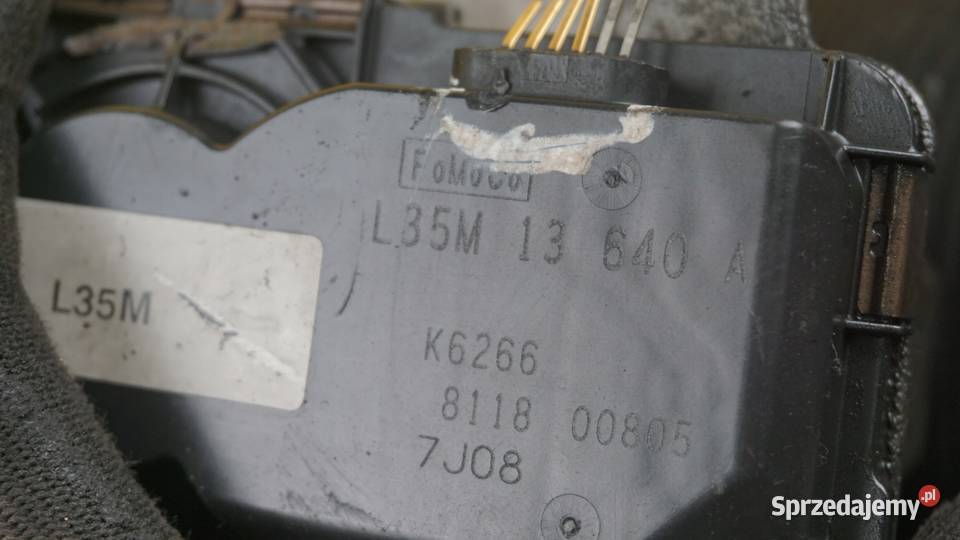 FoMoCo
L35M 13 640 A
L35M
K6266
8118 00805
7J08
Sprzedajemy.pl